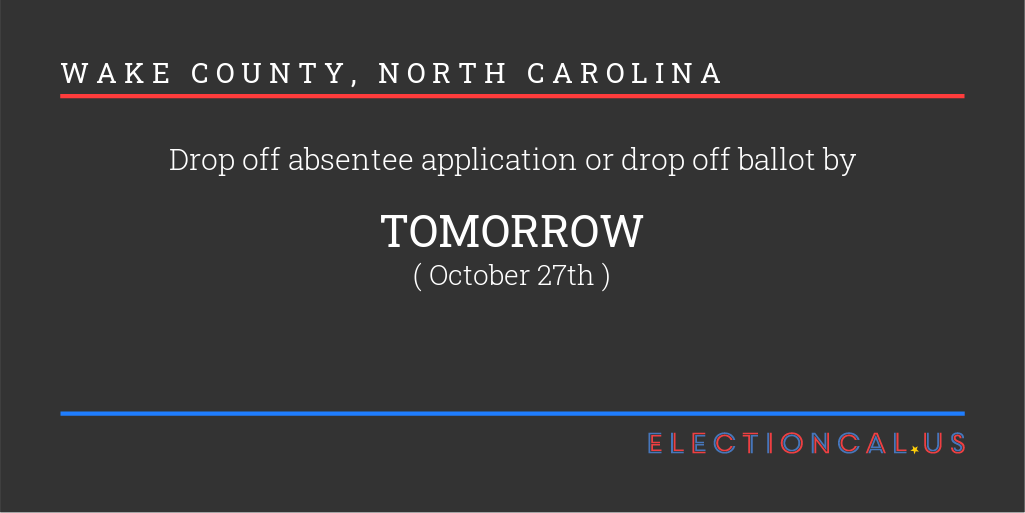 WAKE COUNTY, NORTH CAROLINA
Drop off absentee application or drop off ballot by
TOMORROW
( October 27th )
ELECTIONCAL.US